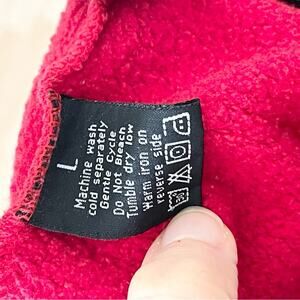 L
Machine wash
cold separately
Gentle Cycle
Do Not Bleach
Tumble dry low
Warm iron on
reverse side